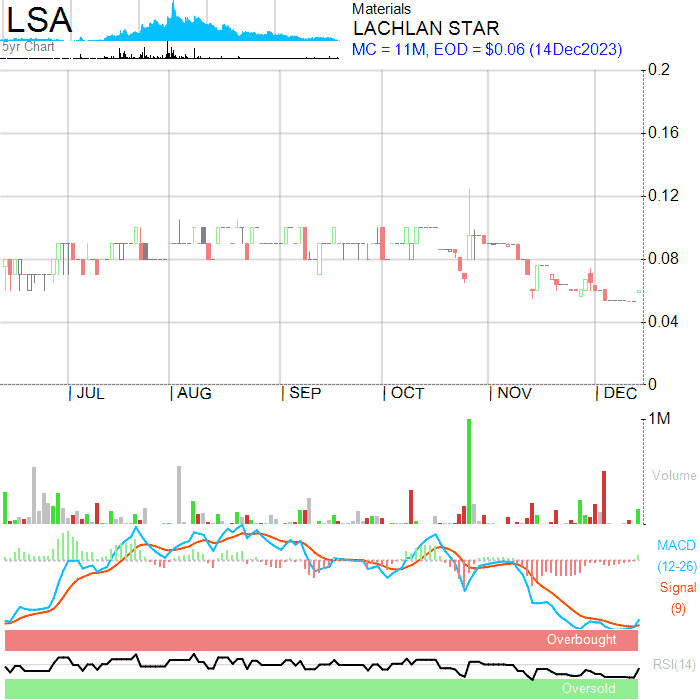 LSA
5yr Chart
Materials
LACHLAN STAR
MC = 11M, EOD = $0.06 (14Dec2023)
0.2
0.16
0.12
0.08
0.04
0
JUL AUG SEP OCT NOV DEC
1M
Volume
MACD
(12-26)
Signal
(9)
Overbought
RSI(14)
Oversold